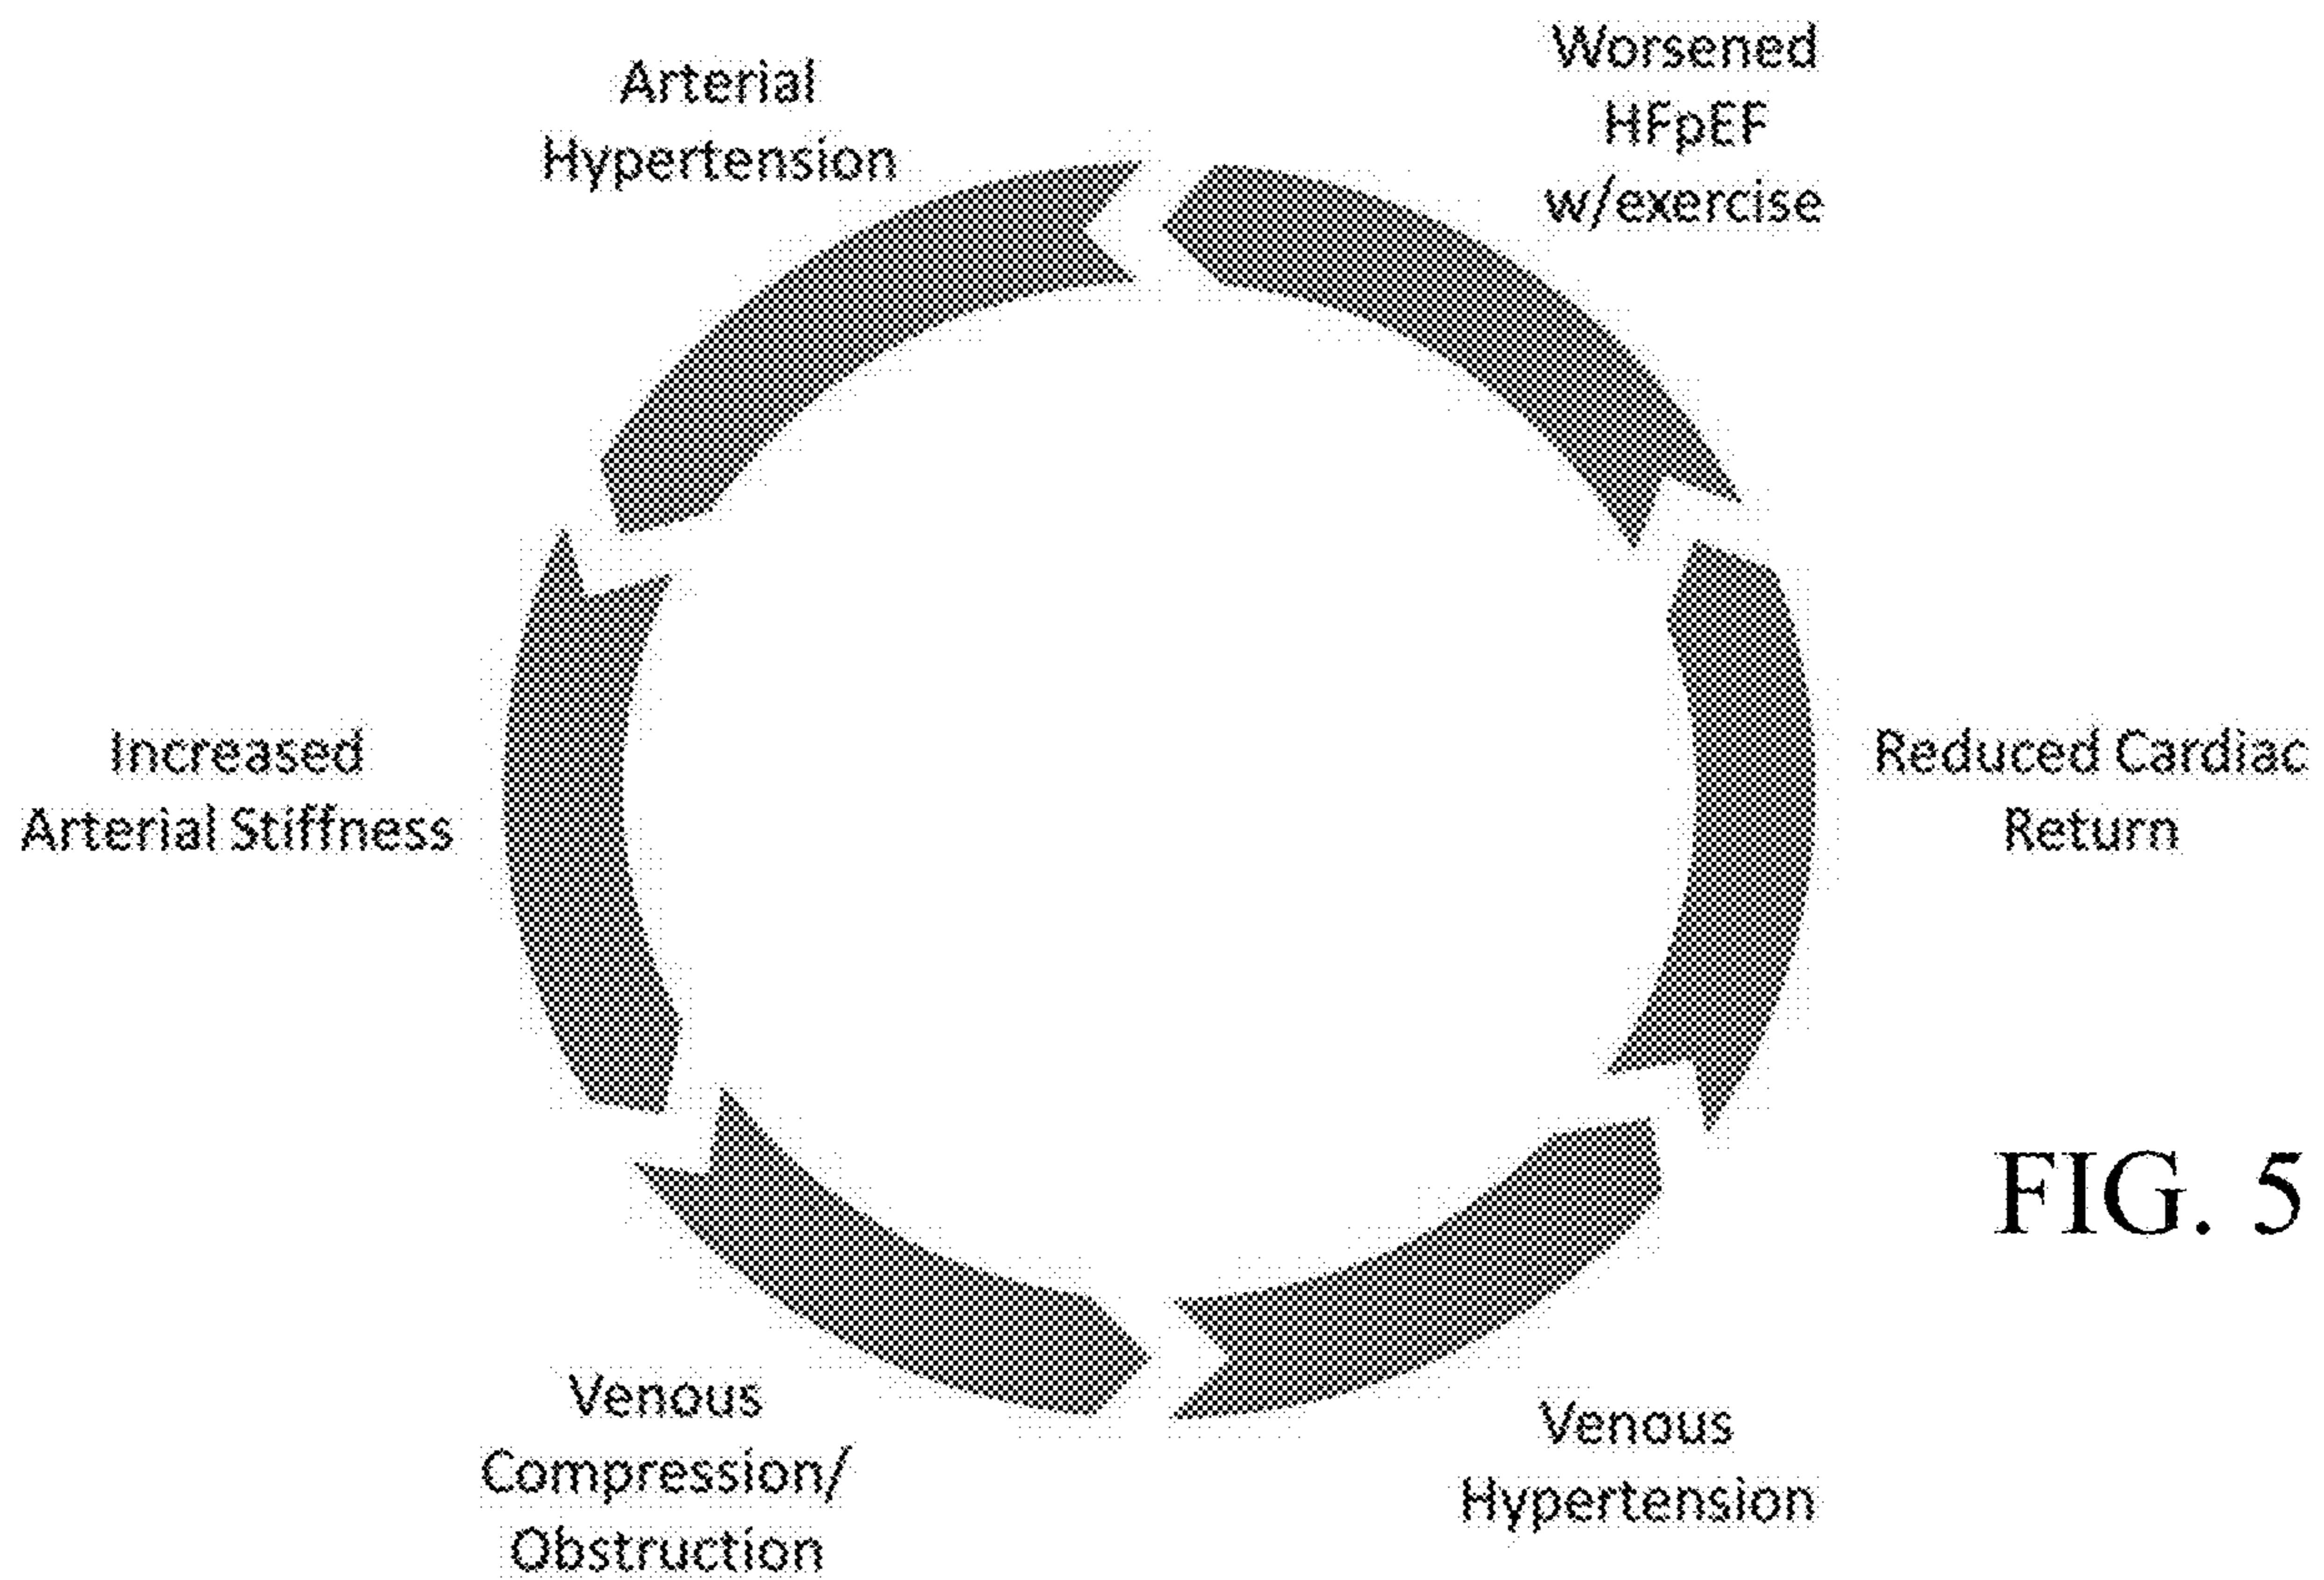 Arterial
Hypertension
Worsened
HFpEF
w/exercise
Increased
Arterial Stiffness
Reduced Cardiac
Return
Venous
Compression/
Obstruction
Venous
Hypertension
FIG. 5